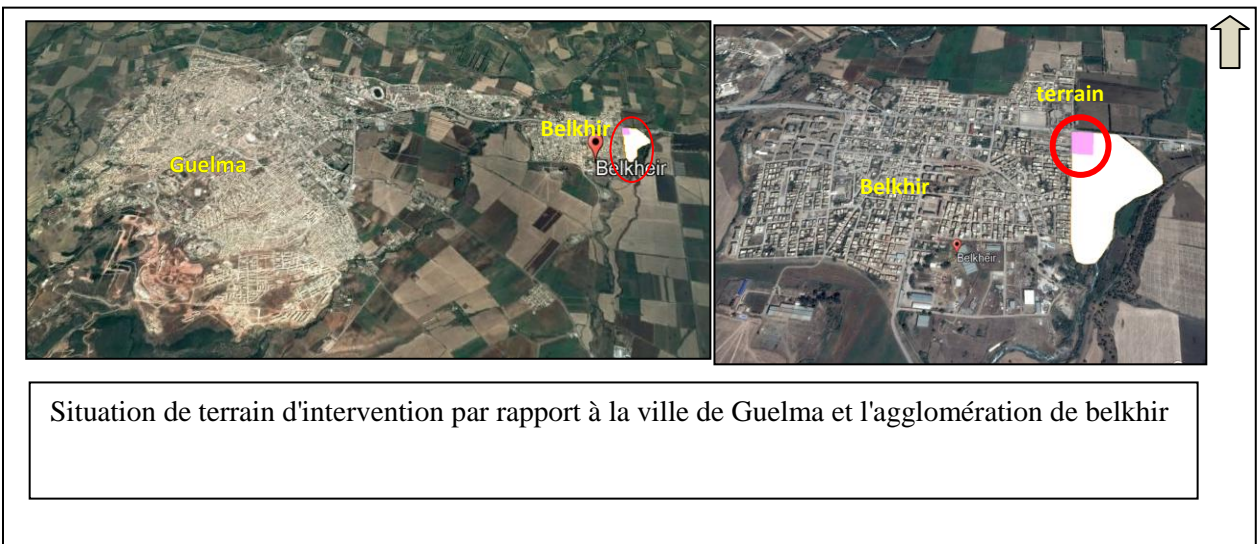 Guelma
Belkhir
Belkheir
terrain
Belkhir
Belkheir
Situation de terrain d'intervention par rapport à la ville de Guelma et l'agglomération de belkhir